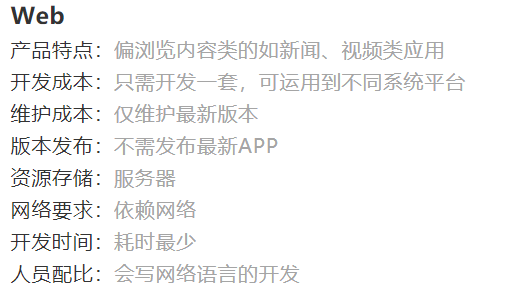 Web
产品特点：偏浏览内容类的如新闻、视频类应用
开发成本：只需开发一套，可运用到不同系统平台
维护成本：仅维护最新版本
版本发布：不需发布最新APP
资源存储：服务器
网络要求：依赖网络
开发时间：耗时最少
人员配比：会写网络语言的开发